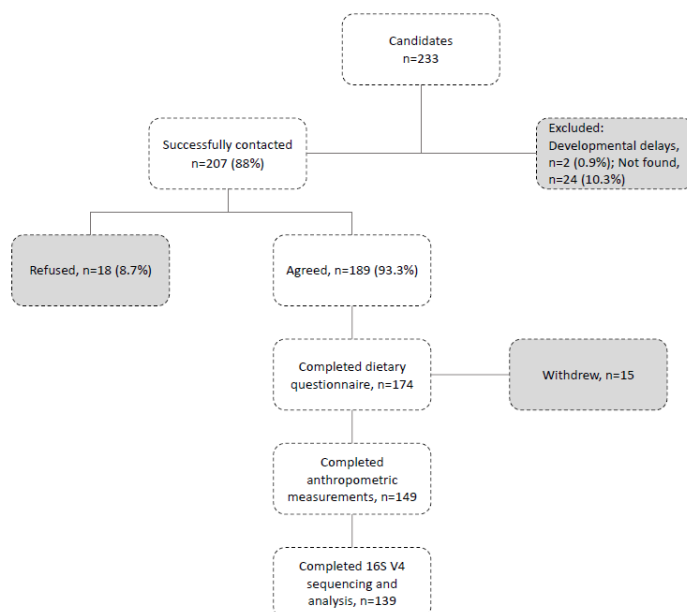 Candidates
n=233
Successfully contacted
n=207 (88%)
Excluded:
Developmental delays,
n=2 (0.9%); Not found,
n=24 (10.3%)
Refused, n=18 (8.7%)
Agreed, n=189 (93.3%)
Completed dietary
questionnaire, n=174
Withdrew, n=15
Completed
anthropometric
measurements, n=149
Completed 16S V4
sequencing and
analysis, n=139